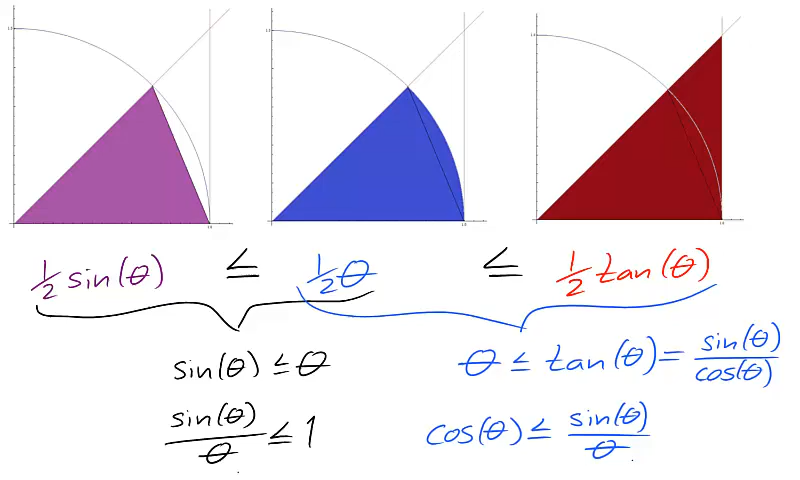 1/2 sin(θ) ≤ 1/2 θ ≤ 1/2 tan(θ)
sin(θ) ≤ θ
θ ≤ tan(θ) = sin(θ)/cos(θ)
sin(θ)/θ ≤ 1
cos(θ) ≤ sin(θ)/θ